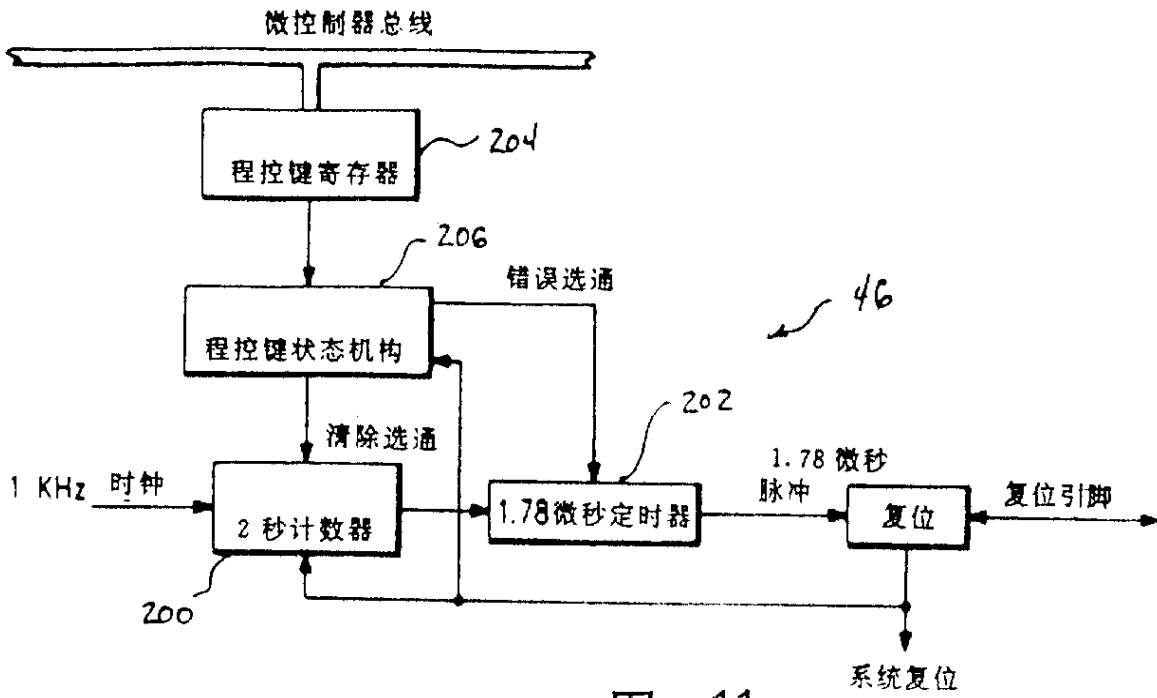 微控制器总线
204
程控键寄存器
206
错误选通
46
程控键状态机构
202
清除选通
1 KHz 时钟
2 秒计数器
1.78微秒定时器
1.78 微秒
脉冲
复位
复位引脚
200
系统复位
图 11